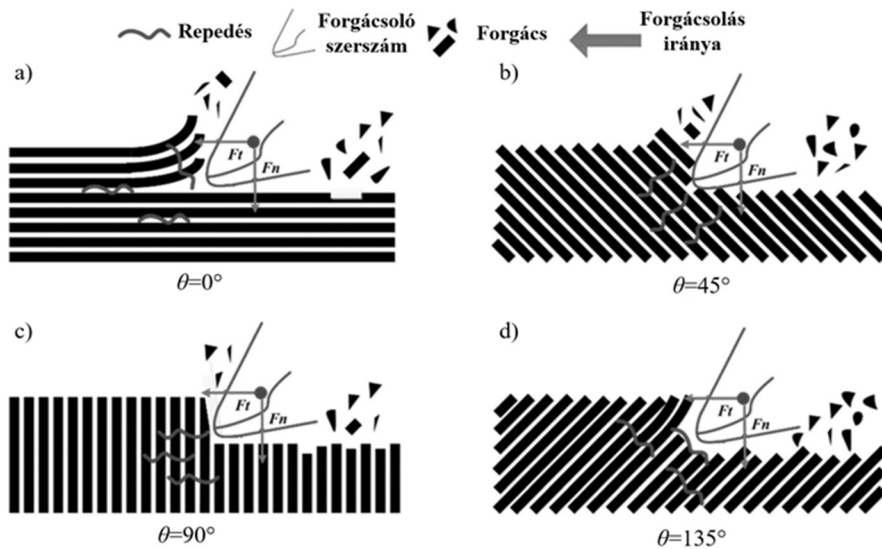 Repedés
Forgácsoló
szerszám
Forgács
Forgácsolás
iránya
a)
Ft
Fn
θ=0°
b)
Ft
Fn
θ=45°
c)
Ft
Fn
θ=90°
d)
Ft
Fn
θ=135°